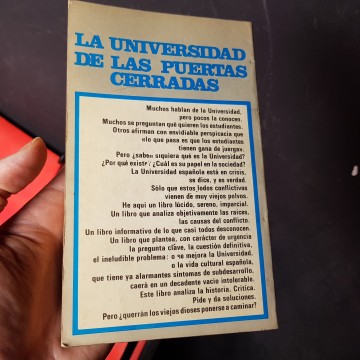 LA UNIVERSIDAD
DE LAS PUERTAS
CERRADAS
Muchos hablan de la Universidad,
pero pocos la conocen.
Muchos se preguntan qué quieren los estudiantes.
Otros afirman con envidiable perspicacia que
«lo que pasa es que los estudiantes
tienen gana de juerga».
Pero ¿saben siquiera qué es la Universidad?
¿Por qué existe? ¿Cuál es su papel en la sociedad?
La Universidad española está en crisis,
se dice, y es verdad.
Sólo que estos lodos conflictivos
vienen de muy viejos polvos.
He aquí un libro lúcido, sereno, imparcial.
Un libro que analiza objetivamente las raíces,
las causas del conflicto.
Un libro informativo de lo que casi todos desconocen.
Un libro que plantea, con carácter de urgencia
la pregunta clave, la cuestión definitiva,
el ineludible problema: o se mejora la Universidad,
o la vida cultural española,
que tiene ya alarmantes síntomas de subdesarrollo,
caerá en un decadente vacío intolerable.
Este libro analiza la historia. Critica.
Pide y da soluciones.
Pero ¿querrán los viejos dioses ponerse a caminar?